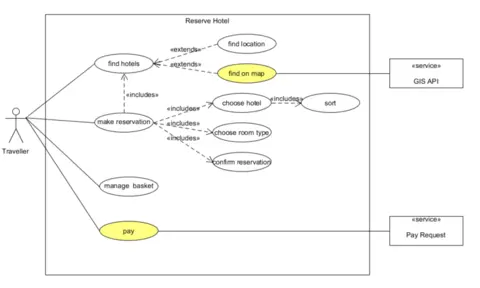 Reserve Hotel
find location
«extends»
find hotels
«extends»
find on map
«service»
GIS API
«includes»
choose hotel
«includes»
sort
«includes»
make reservation
«includes»
choose room type
«includes»
confirm reservation
Traveller
manage basket
pay
«service»
Pay Request